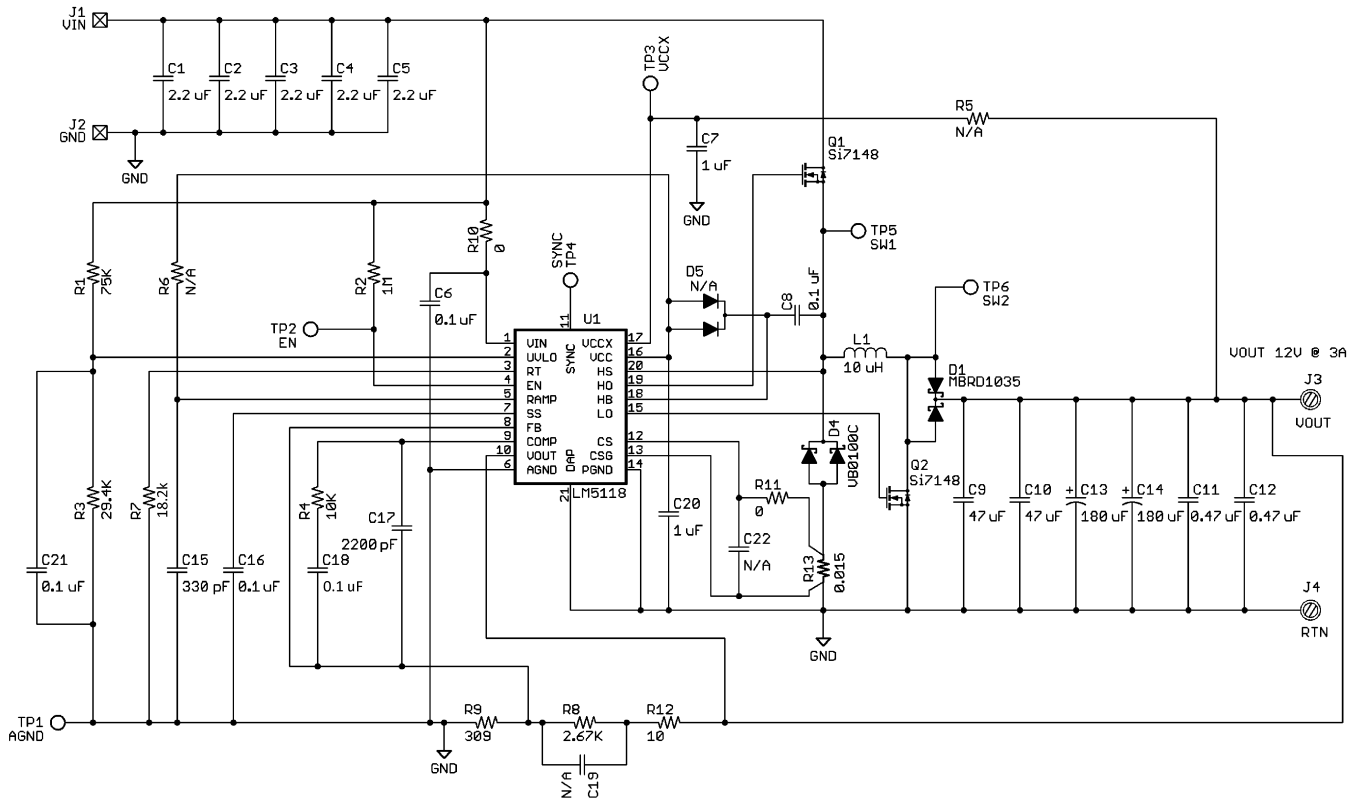 J1
VIN
C1
2.2 uF
C2
2.2 uF
C3
2.2 uF
C4
2.2 uF
C5
2.2 uF
J2
GND
GND
TP3
VCCX
C7
1 uF
GND
R5
N/A
Q1
Si7148
TP5
SW1
TP6
SW2
R1
75K
R6
N/A
R2
1M
R10
0
SYNC
TP4
C6
0.1 uF
TP2
EN
D5
N/A
C8
0.1 uF
L1
10 uH
D1
MBRD1035
VOUT 12V @ 3A
J3
VOUT
U1
11
SYNC
1 VIN
2 UVLO
3 RT
4 EN
5 RAMP
7 SS
8 FB
9 COMP
10 VOUT
6 AGND
VCCX 17
VCC 16
HS 20
HO 19
HB 18
LO 15
CS 12
CSG 13
PGND 14
DAP
21
LM5118
D4
VB0100C
Q2
Si7148
R11
0
C22
N/A
R13
0.015
C20
1 uF
C9
47 uF
C10
47 uF
+ C13
180 uF
+ C14
180 uF
C11
0.47 uF
C12
0.47 uF
J4
RTN
GND
R3
29.4K
R7
18.2k
R4
10K
C17
2200 pF
C21
0.1 uF
C15
330 pF
C16
0.1 uF
C18
0.1 uF
TP1
AGND
R9
309
R8
2.67K
R12
10
GND
N/A
C19